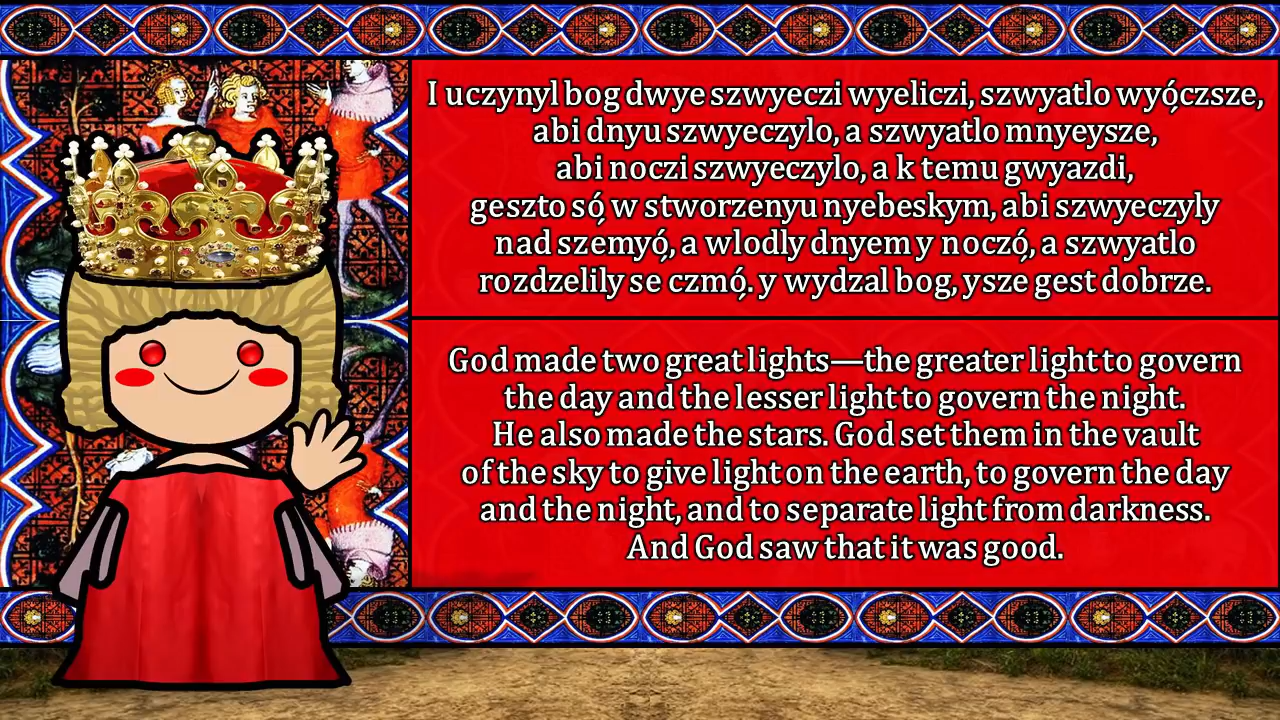 I uczynyl bog dwye szwyeczi wyeliczi, szwyatlo wyø̨czsze,
abi dnyu szwyeczylo, a szwyatlo mnyeysze,
abi noczi szwyeczylo, a k temu gwyazdi,
geszto sǫ́ w stworzenyu nyebeskym, abi szwyeczyly
nad szemyǫ́, a wlodly dnyem y noczǫ́, a szwyatlo
rozdzelily se czmǫ́. y wydzal bog, ysze gest dobrze.
God made two great lights—the greater light to govern
the day and the lesser light to govern the night.
He also made the stars. God set them in the vault
of the sky to give light on the earth, to govern the day
and the night, and to separate light from darkness.
And God saw that it was good.